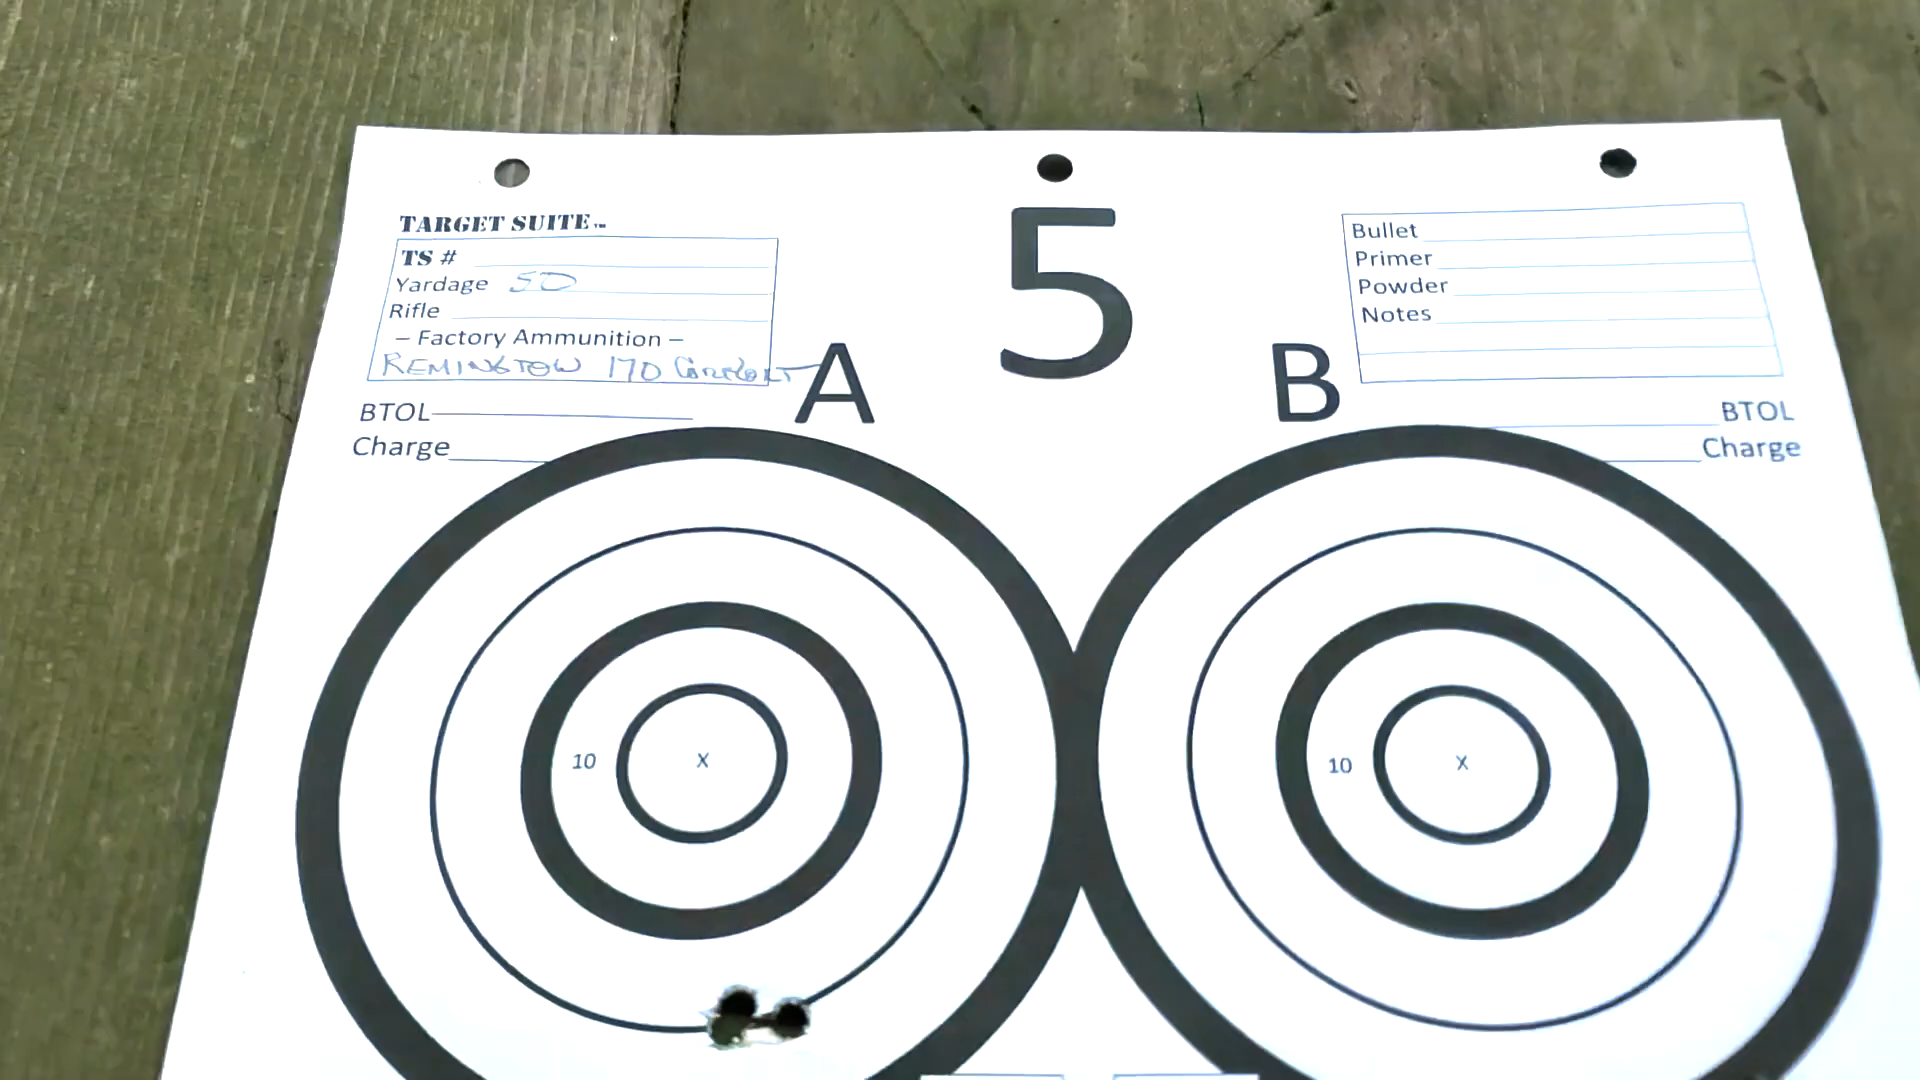 TARGET SUITE™
TS #
Yardage 50
Rifle
– Factory Ammunition –
REMINGTON 170
BTOL
Charge
5
A
B
Bullet
Primer
Powder
Notes
BTOL
Charge
10 X
10 X